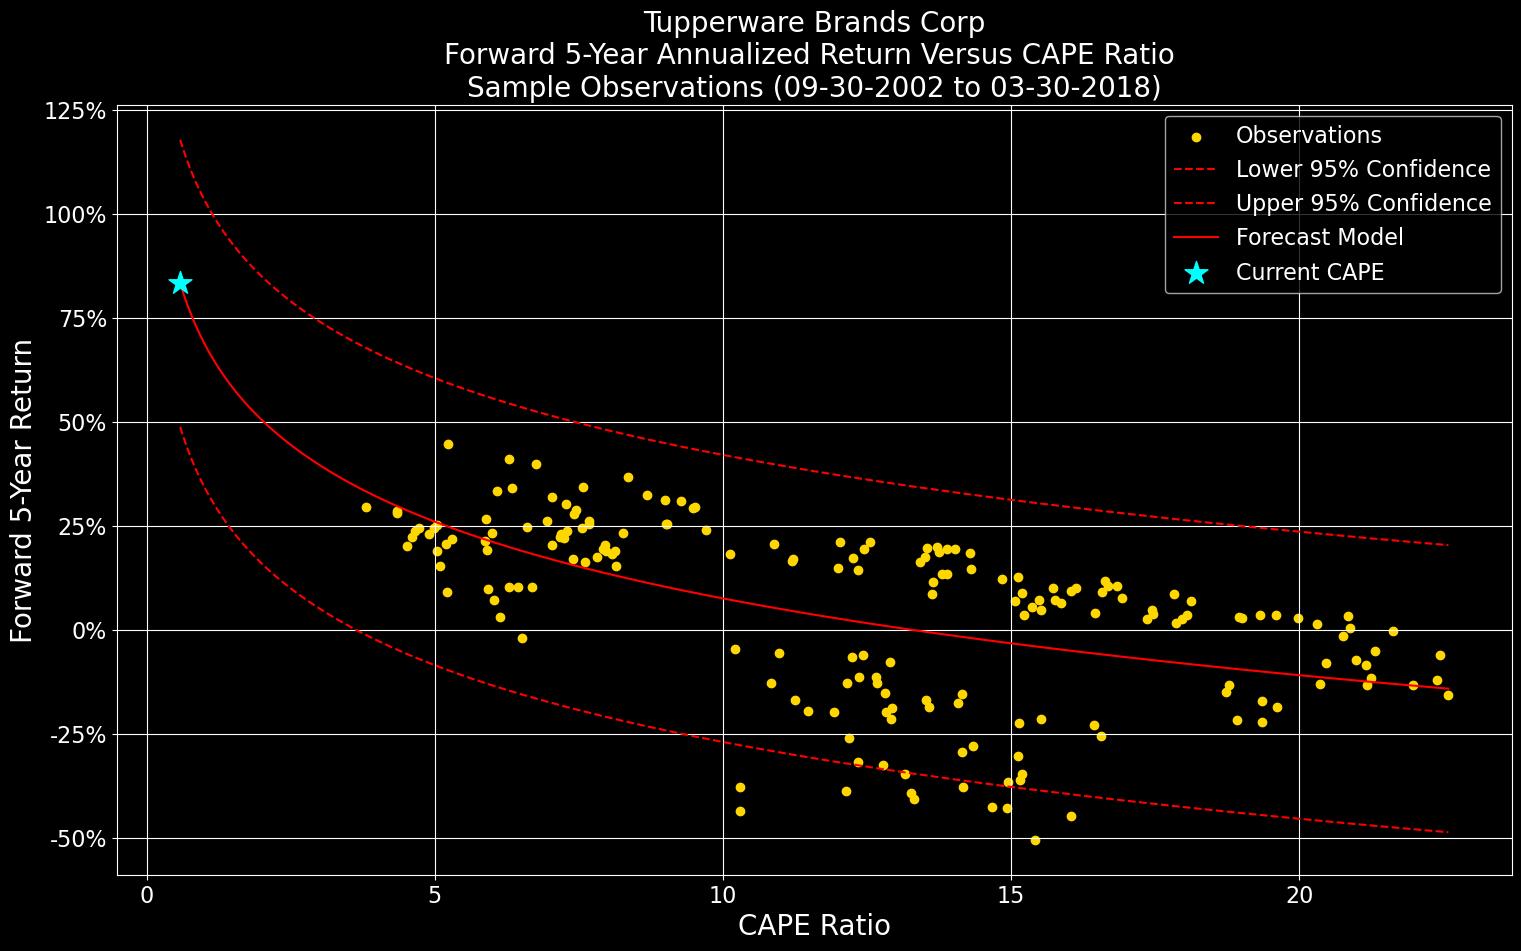 Tupperware Brands Corp
Forward 5-Year Annualized Return Versus CAPE Ratio
Sample Observations (09-30-2002 to 03-30-2018)
125%
100%
75%
50%
25%
0%
-25%
-50%
Forward 5-Year Return
Observations
Lower 95% Confidence
Upper 95% Confidence
Forecast Model
Current CAPE
0 5 10 15 20
CAPE Ratio